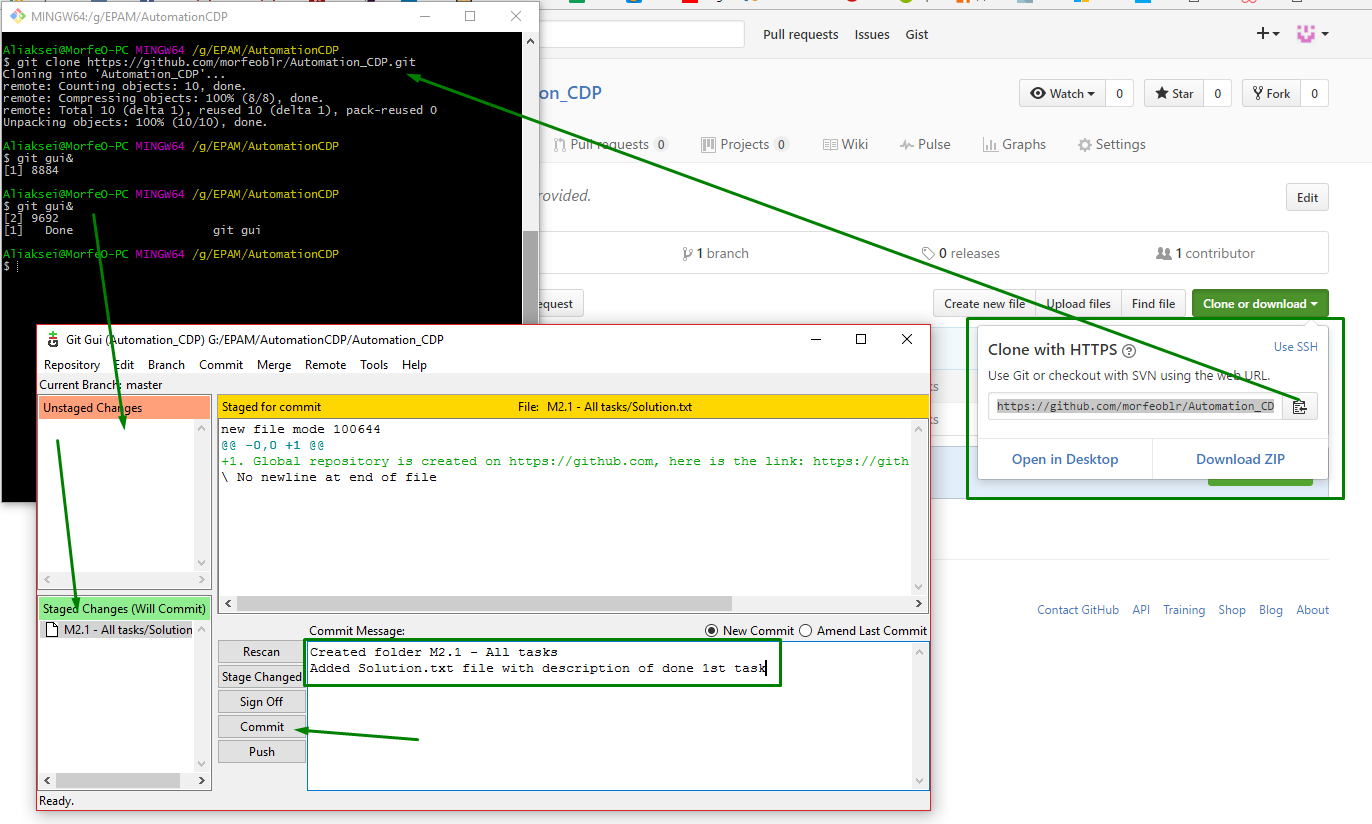 MINGW64:/g/EPAM/AutomationCDP
Aliaksei@MorfeO-PC MINGW64 /g/EPAM/AutomationCDP
$ git clone https://github.com/morfeoblr/Automation_CDP.git
Cloning into 'Automation_CDP'...
remote: Counting objects: 10, done.
remote: Compressing objects: 100% (8/8), done.
remote: Total 10 (delta 1), reused 10 (delta 1), pack-reused 0
Unpacking objects: 100% (10/10), done.
Aliaksei@MorfeO-PC MINGW64 /g/EPAM/AutomationCDP
$ git gui&
[1] 8884
Aliaksei@MorfeO-PC MINGW64 /g/EPAM/AutomationCDP
$ git gui&
[2] 9692
[1]   Done                    git gui
Aliaksei@MorfeO-PC MINGW64 /g/EPAM/AutomationCDP
$
Pull requests Issues Gist
on_CDP
Watch 0 Star 0 Fork 0
Pull requests 0 Projects 0 Wiki Pulse Graphs Settings
rovided.
Edit
1 branch 0 releases 1 contributor
equest Create new file Upload files Find file Clone or download
Clone with HTTPS ? Use SSH
Use Git or checkout with SVN using the web URL.
https://github.com/morfeoblr/Automation_CD
Open in Desktop Download ZIP
Contact GitHub API Training Shop Blog About
Git Gui (Automation_CDP) G:/EPAM/AutomationCDP/Automation_CDP
Repository Edit Branch Commit Merge Remote Tools Help
Current Branch: master
Unstaged Changes
Staged for commit File: M2.1 - All tasks/Solution.txt
new file mode 100644
@@ -0,0 +1 @@
+1. Global repository is created on https://github.com, here is the link: https://gith
\ No newline at end of file
Staged Changes (Will Commit)
M2.1 - All tasks/Solution
Commit Message: New Commit Amend Last Commit
Rescan
Stage Changed
Sign Off
Commit
Push
Created folder M2.1 - All tasks
Added Solution.txt file with description of done 1st task
Ready.